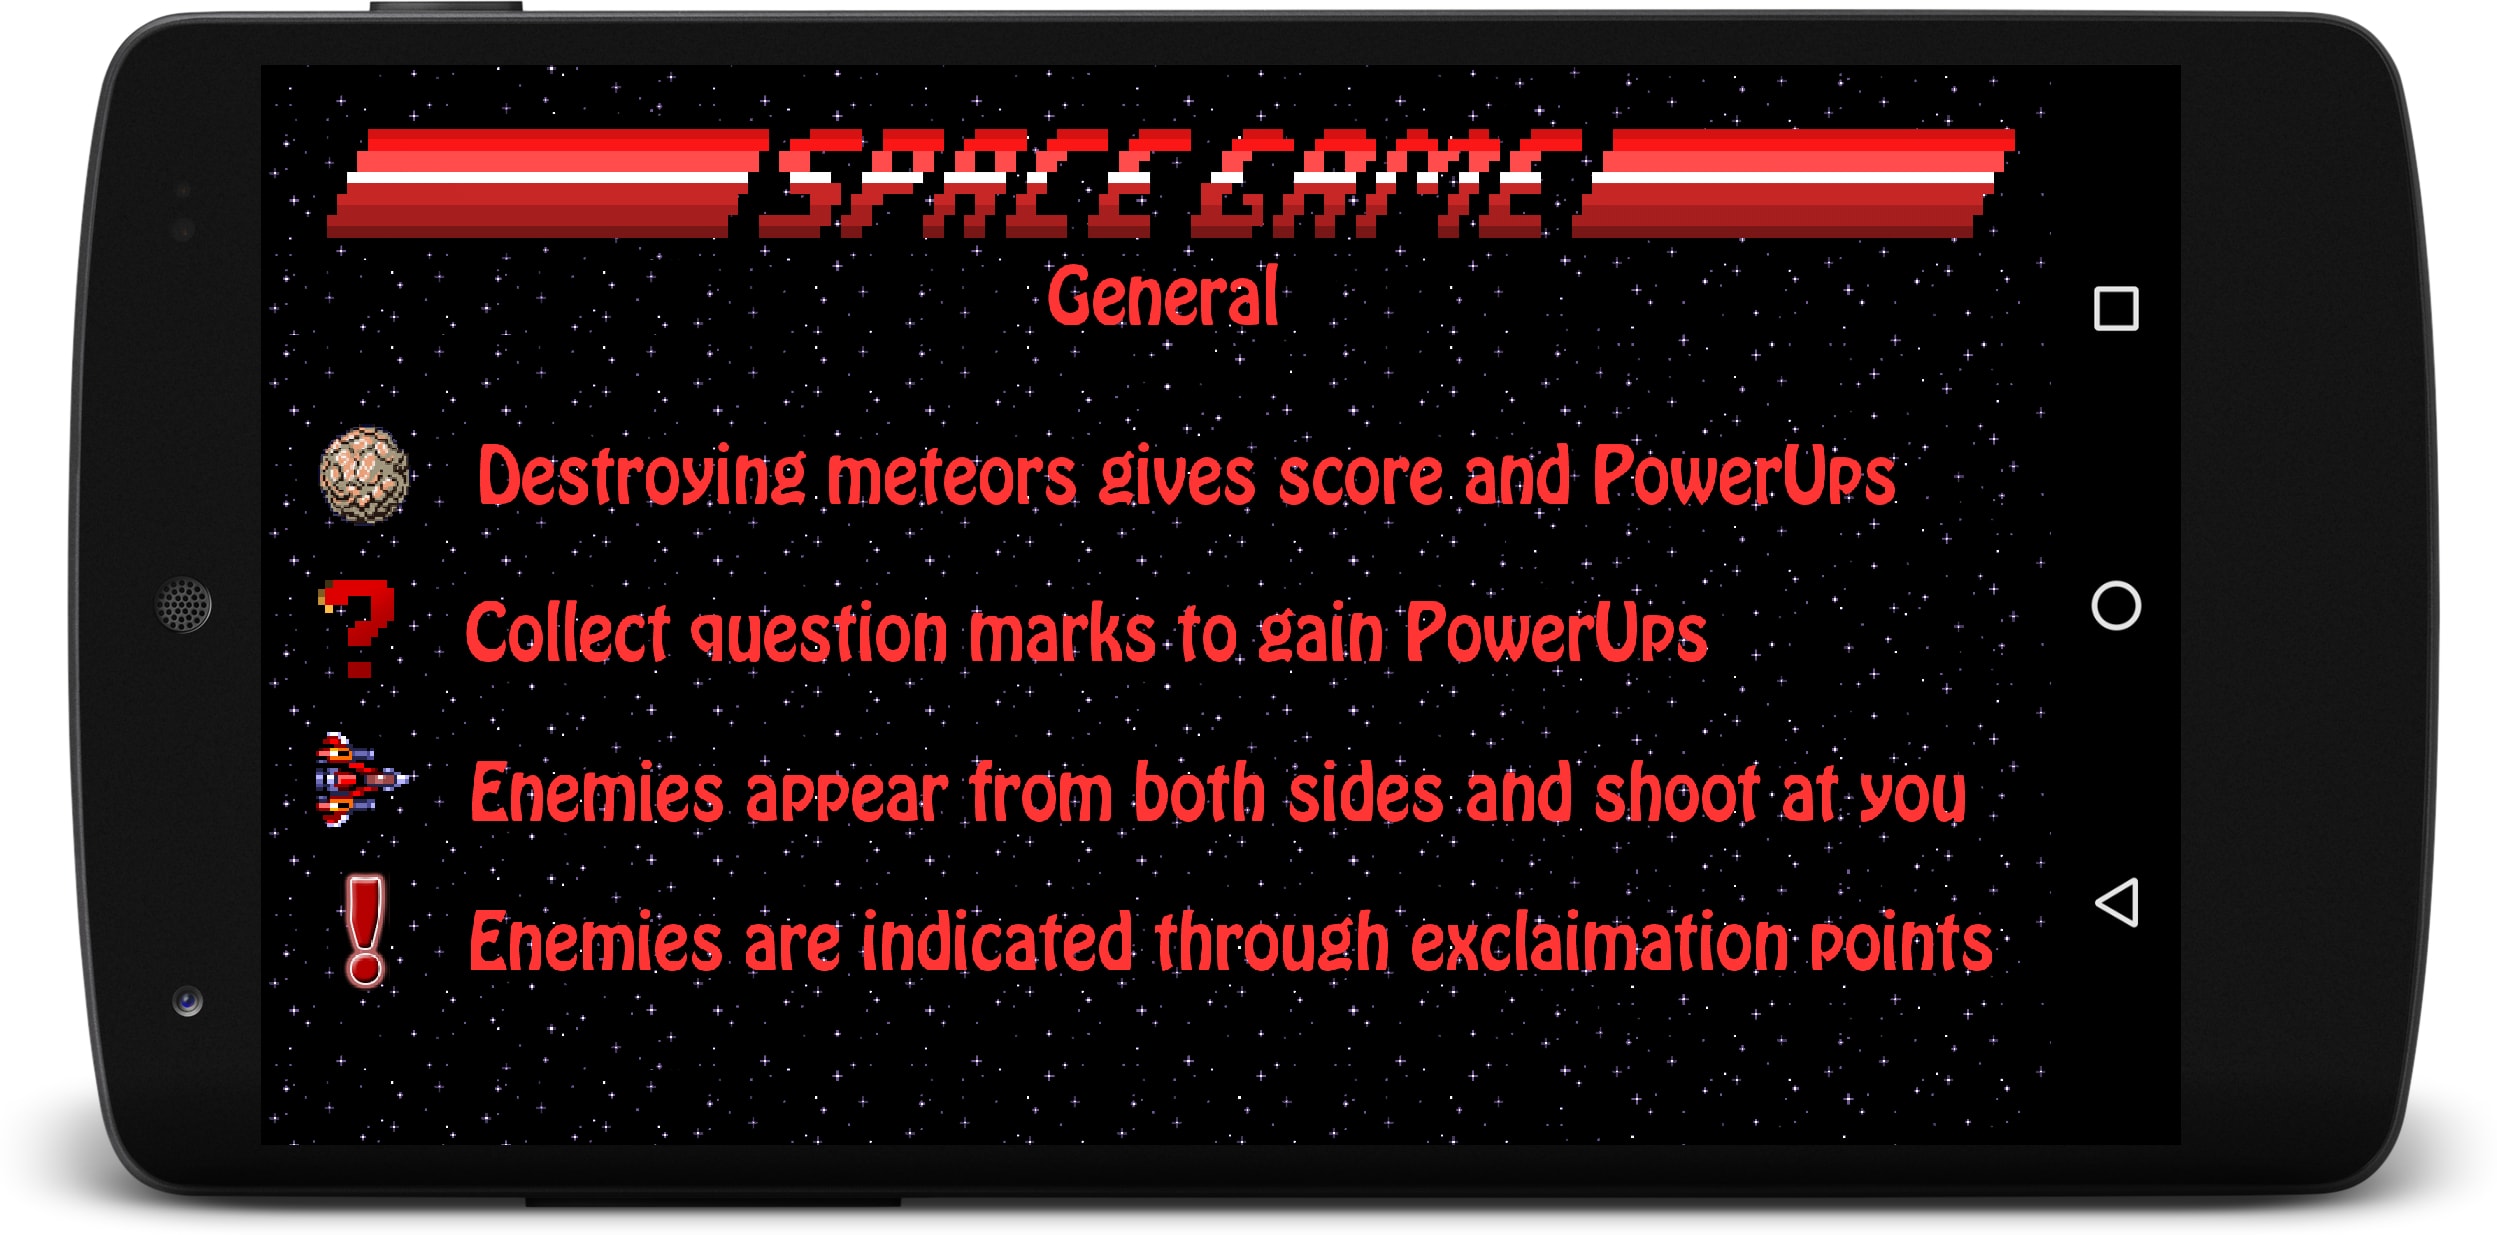 SPACE GAME
General
Destroying meteors gives score and PowerUps
Collect question marks to gain PowerUps
Enemies appear from both sides and shoot at you
Enemies are indicated through exclaimation points